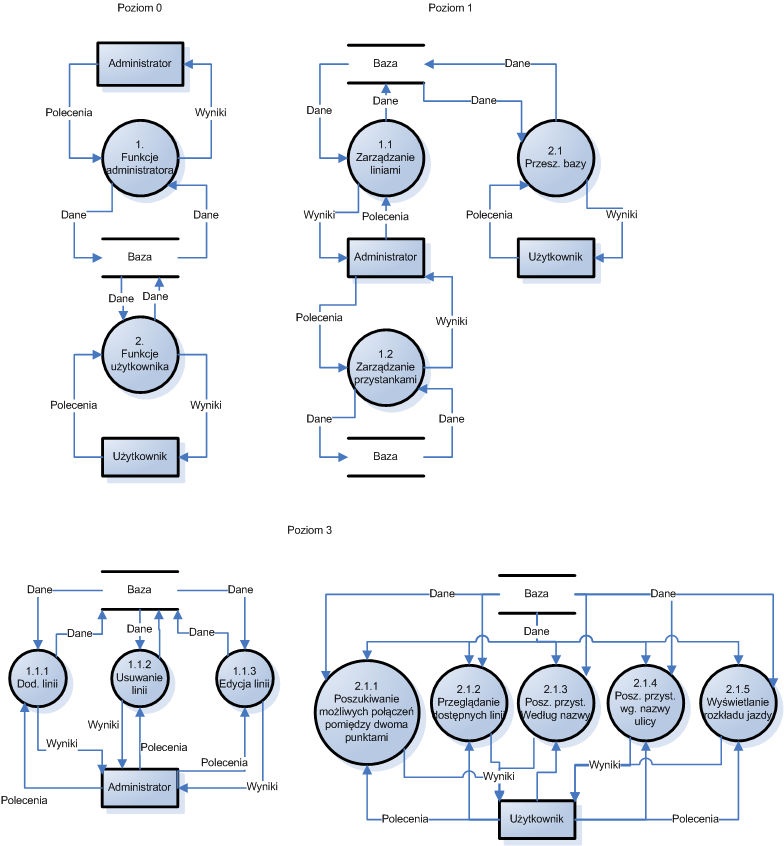 Poziom 0
Administrator
Polecenia
Wyniki
1.
Funkcje
administratora
Dane
Dane
Baza
Dane
Dane
2.
Funkcje
użytkownika
Polecenia
Wyniki
Użytkownik
Poziom 1
Baza
Dane
Dane
Dane
Dane
1.1
Zarządzanie
liniami
2.1
Przesz. bazy
Wyniki
Polecenia
Polecenia
Wyniki
Administrator
Użytkownik
Polecenia
Wyniki
1.2
Zarządzanie
przystankami
Dane
Dane
Baza
Poziom 3
Baza
Dane
Dane
Dane
Dane
Dane
1.1.1
Dod. linii
1.1.2
Usuwanie
linii
1.1.3
Edycja linii
Wyniki
Wyniki
Polecenia
Polecenia
Administrator
Wyniki
Polecenia
Baza
Dane
Dane
Dane
2.1.1
Poszukiwanie
możliwych połączeń
pomiędzy dwoma
punktami
2.1.2
Przeglądanie
dostępnych linii
2.1.3
Posz. przyst.
Według nazwy
2.1.4
Posz. przyst.
wg. nazwy
ulicy
2.1.5
Wyświetlanie
rozkładu jazdy
Wyniki
Wyniki
Polecenia
Użytkownik
Polecenia